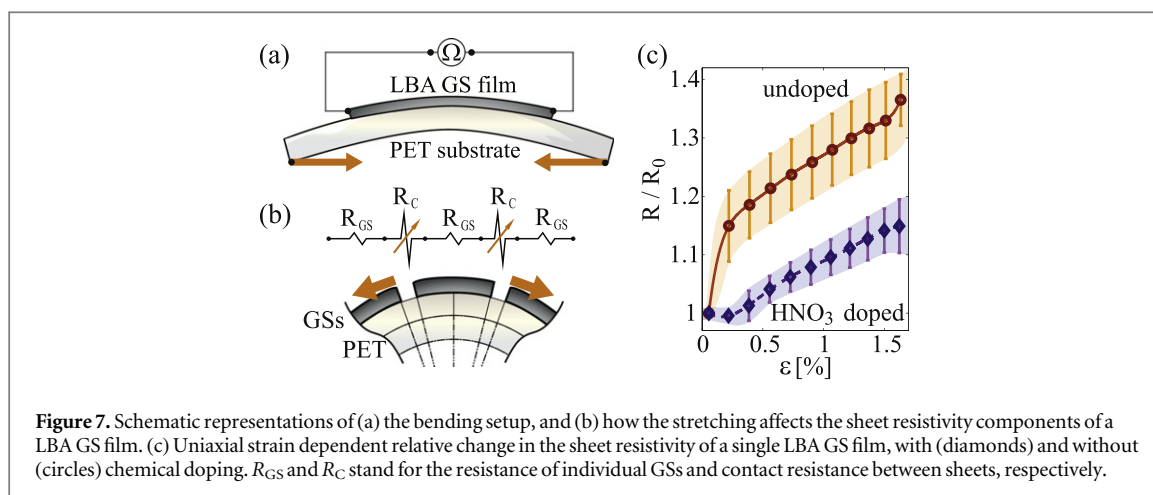 (a)
Ω
LBA GS film
PET substrate
(b)
R_C R_C
R_GS R_GS R_GS
GSs
PET
(c)
undoped
HNO₃ doped
R / R₀
1.4
1.3
1.2
1.1
1
0 0.5 1 1.5
ε [%]
Figure 7. Schematic representations of (a) the bending setup, and (b) how the stretching affects the sheet resistivity components of a
LBA GS film. (c) Uniaxial strain dependent relative change in the sheet resistivity of a single LBA GS film, with (diamonds) and without
(circles) chemical doping. R_GS and R_C stand for the resistance of individual GSs and contact resistance between sheets, respectively.